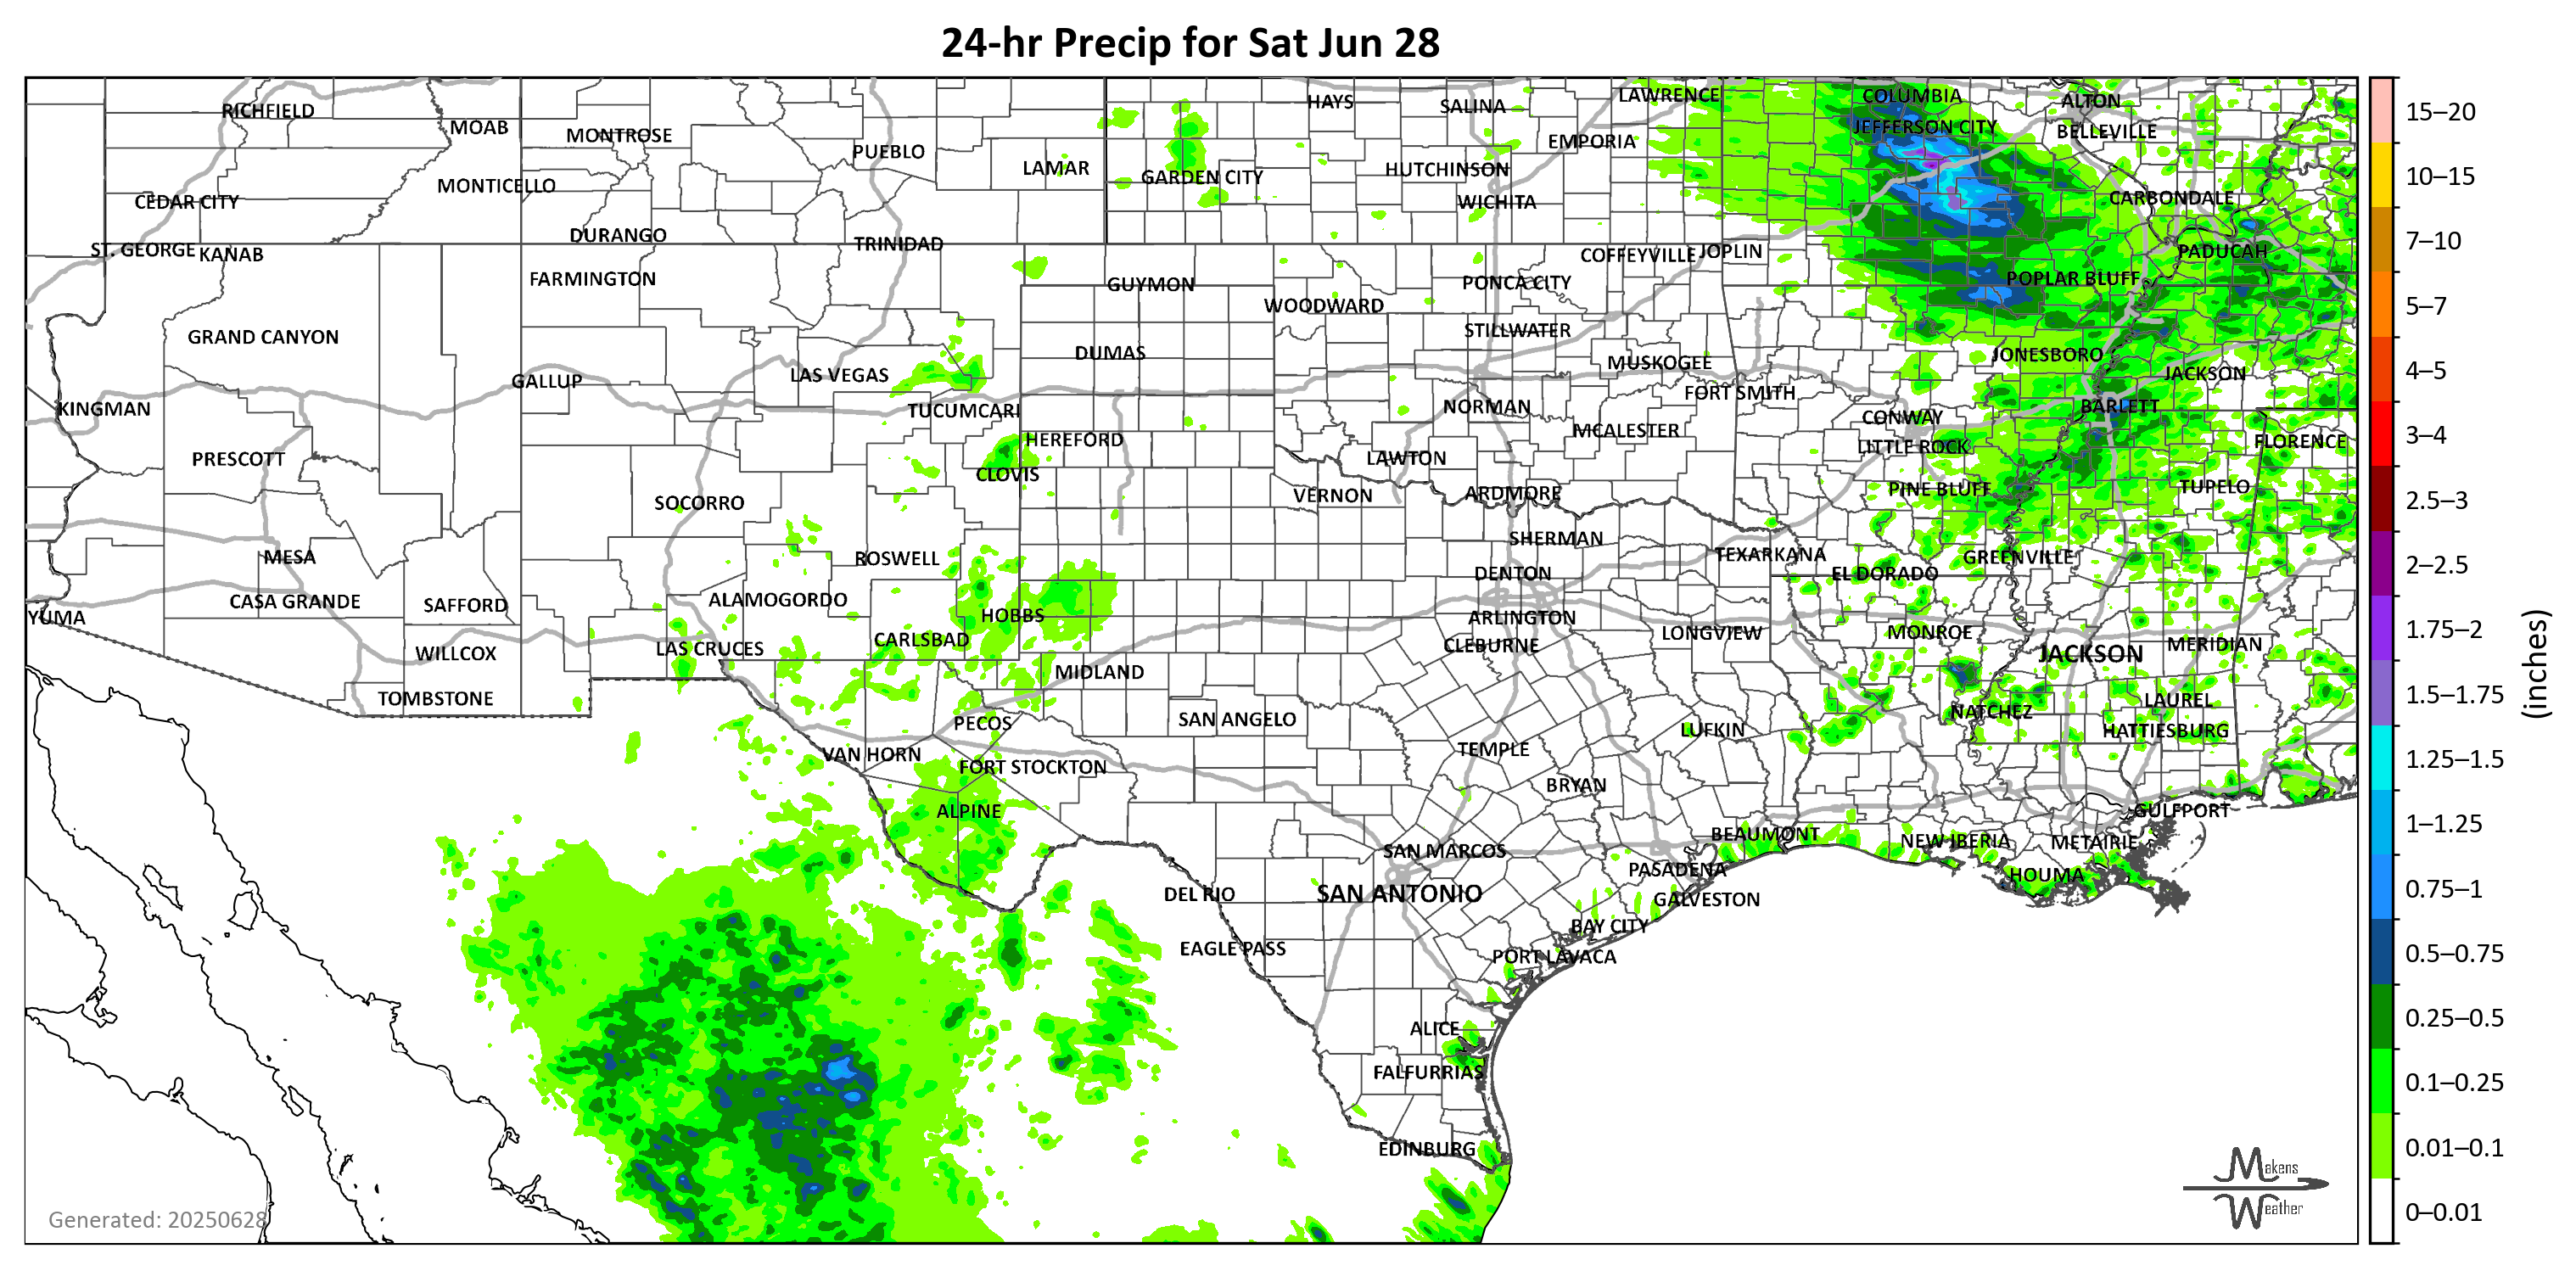 24-hr Precip for Sat Jun 28
RICHFIELD
MOAB
MONTROSE
PUEBLO
LAMAR
HAYS
SALINA
LAWRENCE
COLUMBIA
ALTON
JEFFERSON CITY
BELLEVILLE
EMPORIA
MONTICELLO
GARDEN CITY
HUTCHINSON
CEDAR CITY
WICHITA
CARBONDALE
DURANGO
TRINIDAD
ST. GEORGE
KANAB
COFFEYVILLE
JOPLIN
PADUCAH
FARMINGTON
GUYMON
PONCA CITY
POPLAR BLUFF
WOODWARD
GRAND CANYON
STILLWATER
DUMAS
JONESBORO
MUSKOGEE
GALLUP
LAS VEGAS
JACKSON
FORT SMITH
KINGMAN
TUCUMCARI
NORMAN
BARLETT
CONWAY
MCALESTER
HEREFORD
FLORENCE
LITTLE ROCK
PRESCOTT
LAWTON
CLOVIS
PINE BLUFF
TUPELO
SOCORRO
VERNON
ARDMORE
SHERMAN
MESA
ROSWELL
TEXARKANA
GREENVILLE
DENTON
EL DORADO
CASA GRANDE
SAFFORD
ALAMOGORDO
YUMA
HOBBS
ARLINGTON
LONGVIEW
MONROE
CARLSBAD
CLEBURNE
MERIDIAN
WILLCOX
LAS CRUCES
JACKSON
MIDLAND
TOMBSTONE
LAUREL
NATCHEZ
PECOS
SAN ANGELO
LUFKIN
HATTIESBURG
VAN HORN
TEMPLE
FORT STOCKTON
BRYAN
ALPINE
GULFPORT
BEAUMONT
NEW IBERIA
METAIRIE
SAN MARCOS
PASADENA
HOUMA
DEL RIO
SAN ANTONIO
GALVESTON
BAY CITY
EAGLE PASS
PORT LAVACA
ALICE
FALFURRIAS
EDINBURG
Generated: 20250628
Makens
Weather
15–20
10–15
7–10
5–7
4–5
3–4
2.5–3
2–2.5
1.75–2
1.5–1.75
1.25–1.5
1–1.25
0.75–1
0.5–0.75
0.25–0.5
0.1–0.25
0.01–0.1
0–0.01
(inches)